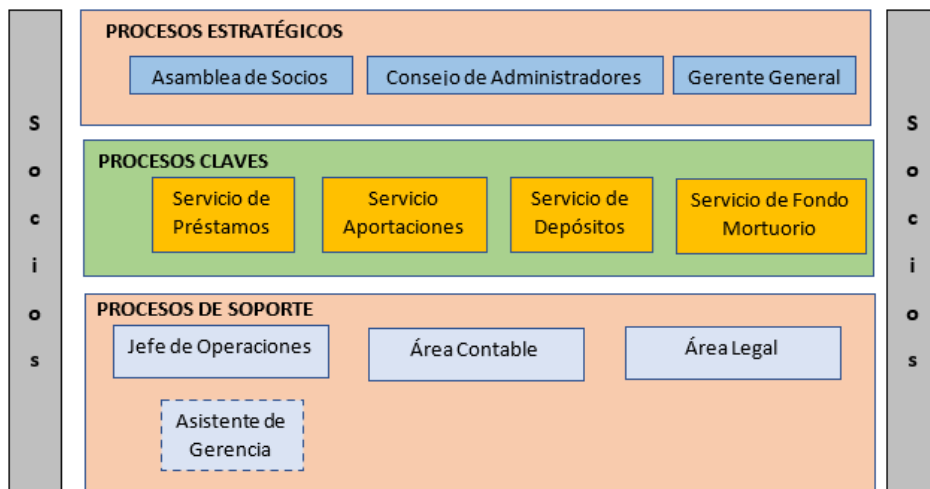 S
o
c
i
o
s
PROCESOS ESTRATÉGICOS
Asamblea de Socios
Consejo de Administradores
Gerente General
PROCESOS CLAVES
Servicio de
Préstamos
Servicio
Aportaciones
Servicio de
Depósitos
Servicio de Fondo
Mortuorio
PROCESOS DE SOPORTE
Jefe de Operaciones
Área Contable
Área Legal
Asistente de
Gerencia
S
o
c
i
o
s